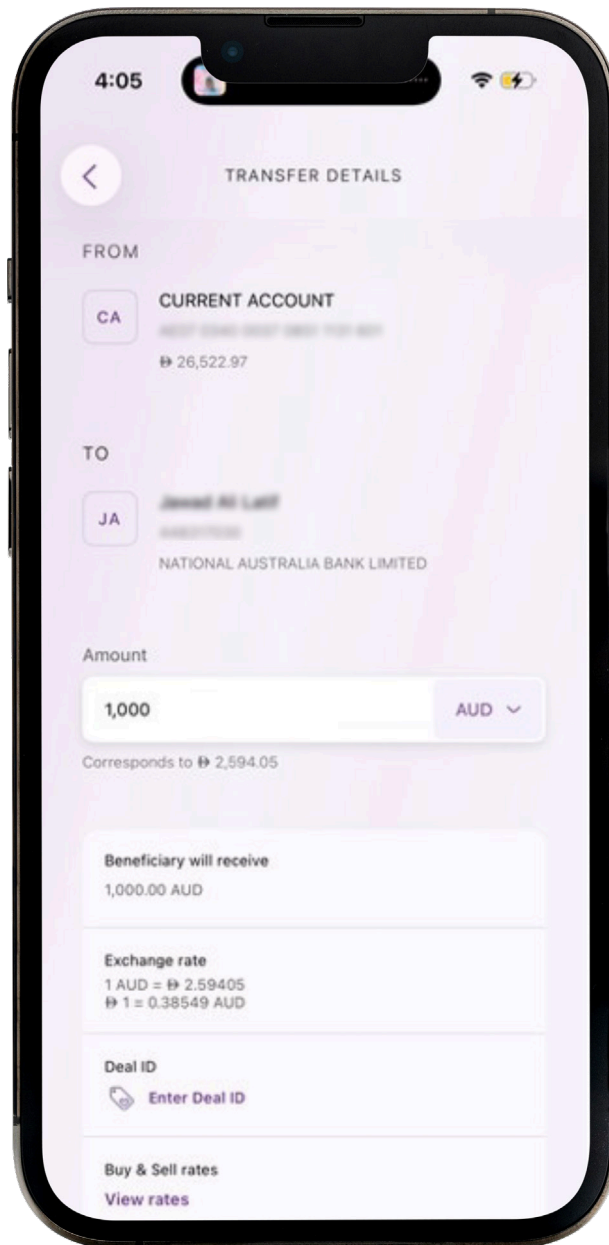 4:05
TRANSFER DETAILS
FROM
CA
CURRENT ACCOUNT
 26,522.97
TO
JA
NATIONAL AUSTRALIA BANK LIMITED
Amount
1,000
AUD
Corresponds to  2,594.05
Beneficiary will receive
1,000.00 AUD
Exchange rate
1 AUD =  2.59405
 1 = 0.38549 AUD
Deal ID
Enter Deal ID
Buy & Sell rates
View rates